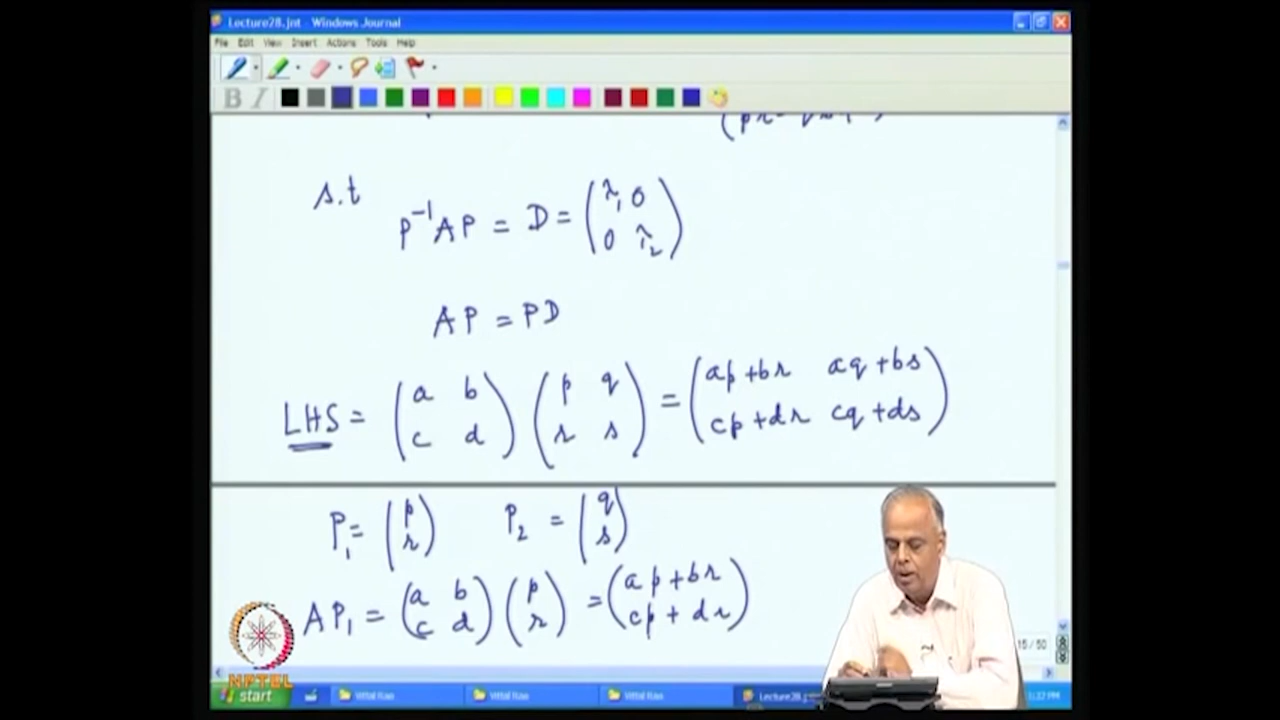 Lecture28.jnt - Windows Journal
File Edit View Insert Actions Tools Help
B I
s.t
P⁻¹AP = D = (λ₁ 0
0 λ₂)
AP = PD
LHS = (a b
c d) (p q
r s) = (ap+br aq+bs
cp+dr cq+ds)
P₁ = (p
r) P₂ = (q
s)
AP₁ = (a b
c d) (p
r) = (ap+br
cp+dr)
15 / 50
NPTEL
start Vittal Rao Vittal Rao Vittal Rao